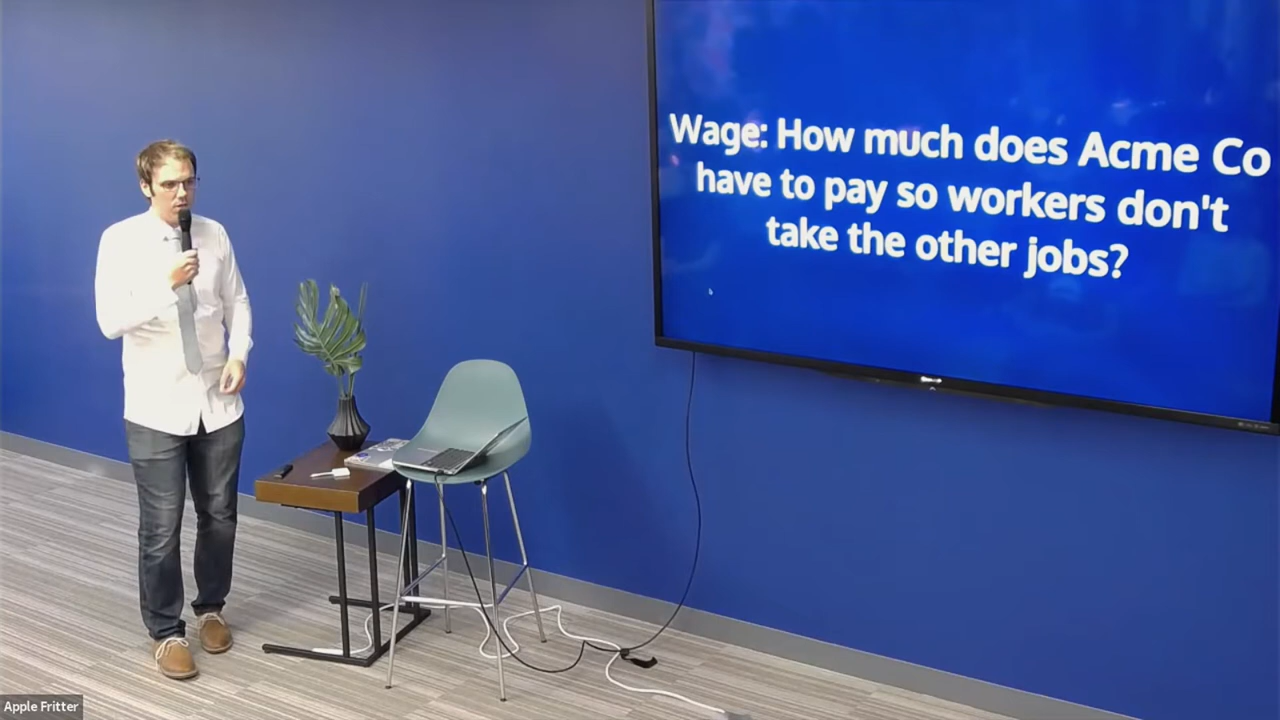 Wage: How much does Acme Co
have to pay so workers don't
take the other jobs?
Apple Fritter